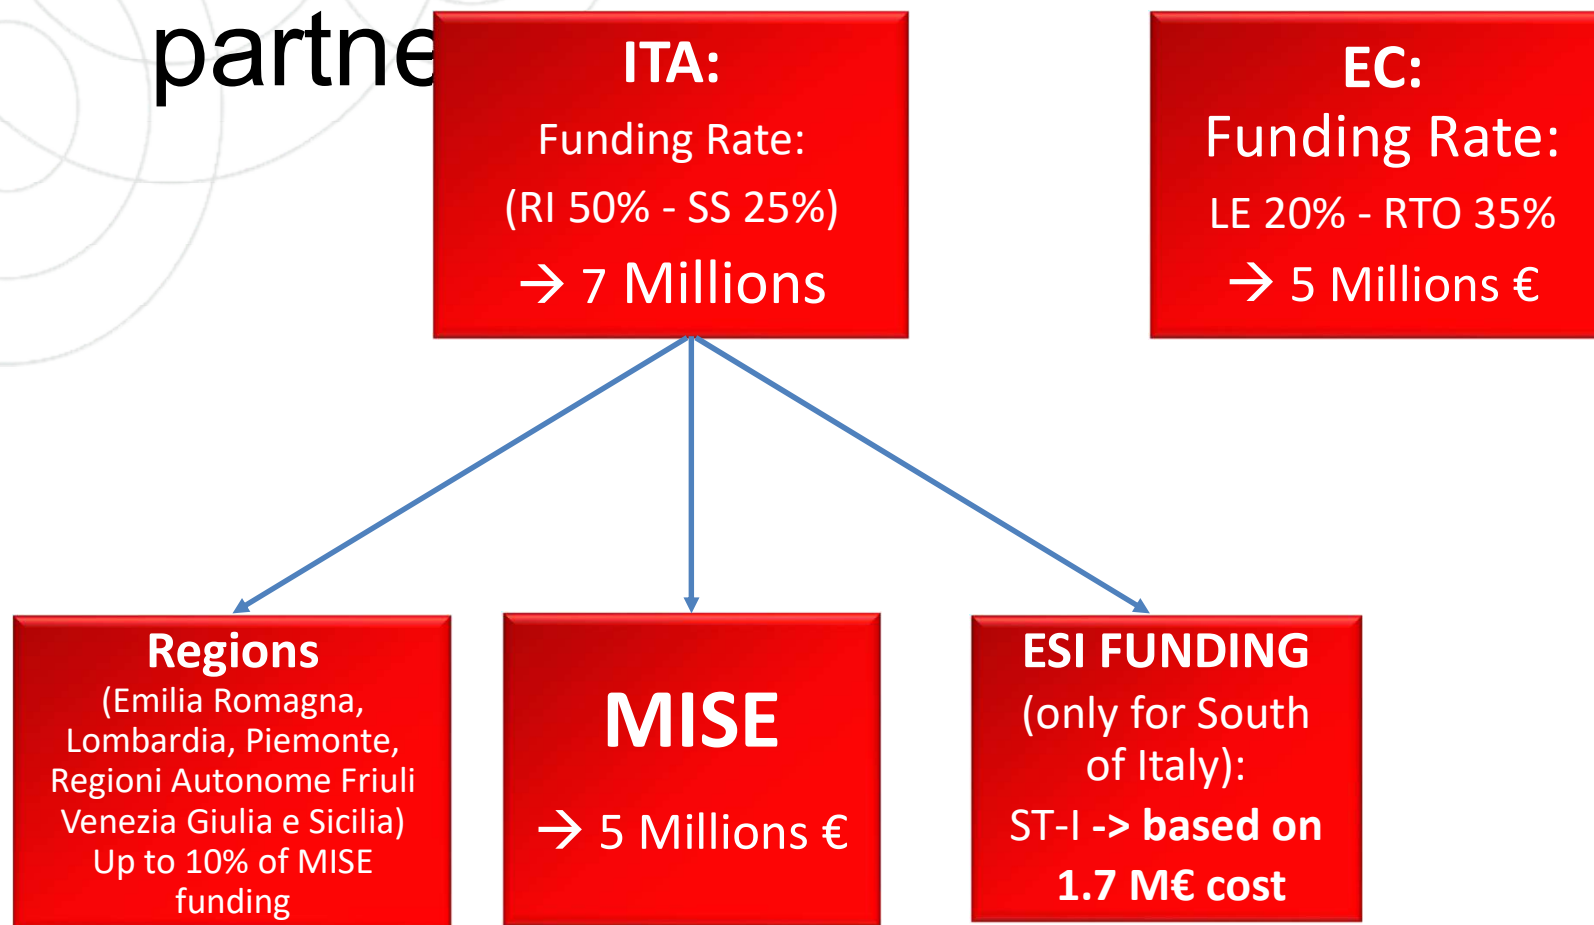 partne
ITA:
Funding Rate:
(RI 50% - SS 25%)
→ 7 Millions
EC:
Funding Rate:
LE 20% - RTO 35%
→ 5 Millions €
Regions
(Emilia Romagna,
Lombardia, Piemonte,
Regioni Autonome Friuli
Venezia Giulia e Sicilia)
Up to 10% of MISE
funding
MISE
→ 5 Millions €
ESI FUNDING
(only for South
of Italy):
ST-I -> based on
1.7 M€ cost